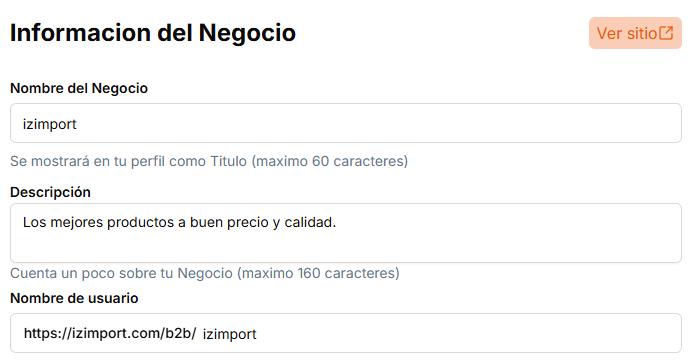 Informacion del Negocio
Ver sitio
Nombre del Negocio
izimport
Se mostrará en tu perfil como Titulo (maximo 60 caracteres)
Descripción
Los mejores productos a buen precio y calidad.
Cuenta un poco sobre tu Negocio (maximo 160 caracteres)
Nombre de usuario
https://izimport.com/b2b/ izimport